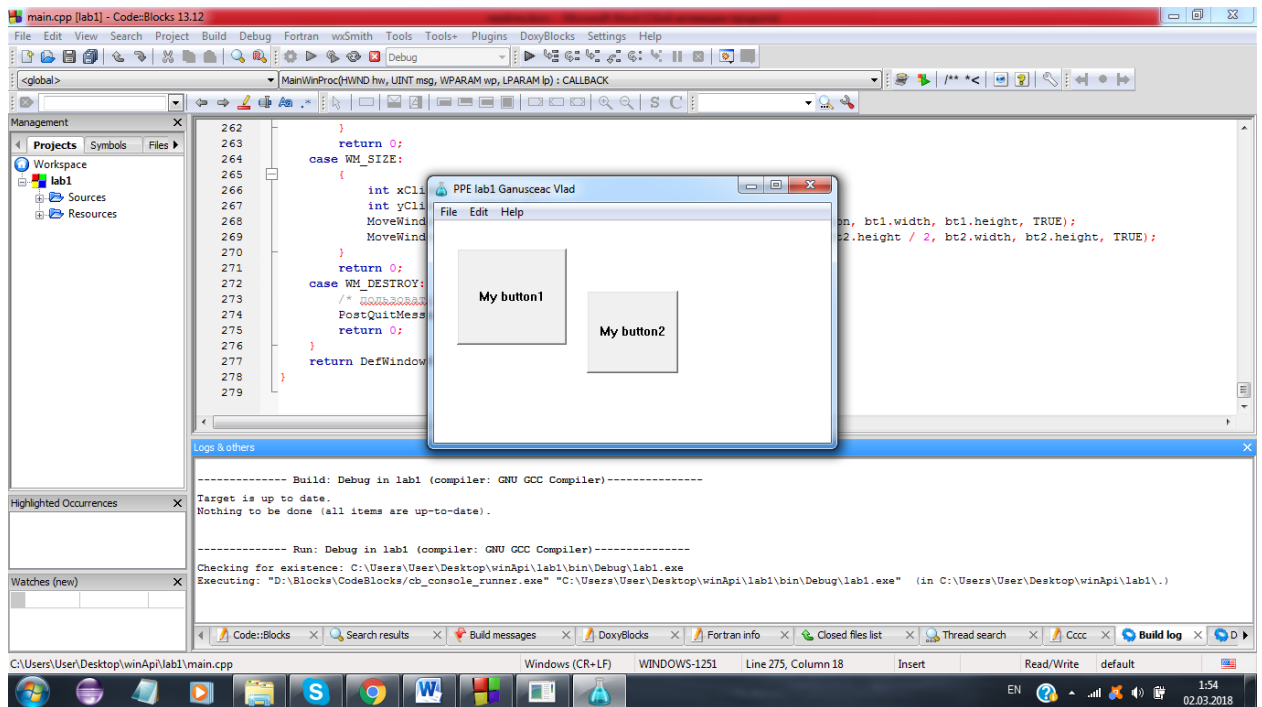 main.cpp [lab1] - Code::Blocks 13.12
File Edit View Search Project Build Debug Fortran wxSmith Tools Tools+ Plugins DoxyBlocks Settings Help
Debug
<global> MainWinProc(HWND hw, UINT msg, WPARAM wp, LPARAM lp) : CALLBACK
/** *<
S C
Management X
Projects Symbols Files
Workspace
lab1
Sources
Resources
262 }
263 return 0;
264 case WM_SIZE:
265 {
266 int xCli
267 int yCli
268 MoveWind on, bt1.width, bt1.height, TRUE);
269 MoveWind t2.height / 2, bt2.width, bt2.height, TRUE);
270 }
271 return 0;
272 case WM_DESTROY:
273 /* пользоват
274 PostQuitMess
275 return 0;
276 }
277 return DefWindow
278 }
279
PPE lab1 Ganusceac Vlad
File Edit Help
My button1
My button2
Logs & others
-------------- Build: Debug in lab1 (compiler: GNU GCC Compiler)---------------
Target is up to date.
Nothing to be done (all items are up-to-date).
-------------- Run: Debug in lab1 (compiler: GNU GCC Compiler)---------------
Checking for existence: C:\Users\User\Desktop\winApi\lab1\bin\Debug\lab1.exe
Executing: "D:\Blocks\CodeBlocks/cb_console_runner.exe" "C:\Users\User\Desktop\winApi\lab1\bin\Debug\lab1.exe" (in C:\Users\User\Desktop\winApi\lab1\.)
Highlighted Occurrences X
Watches (new) X
Code::Blocks X Search results X Build messages X DoxyBlocks X Fortran info X Closed files list X Thread search X Cccc X Build log X D
C:\Users\User\Desktop\winApi\lab1\main.cpp Windows (CR+LF) WINDOWS-1251 Line 275, Column 18 Insert Read/Write default
EN 1:54
02.03.2018